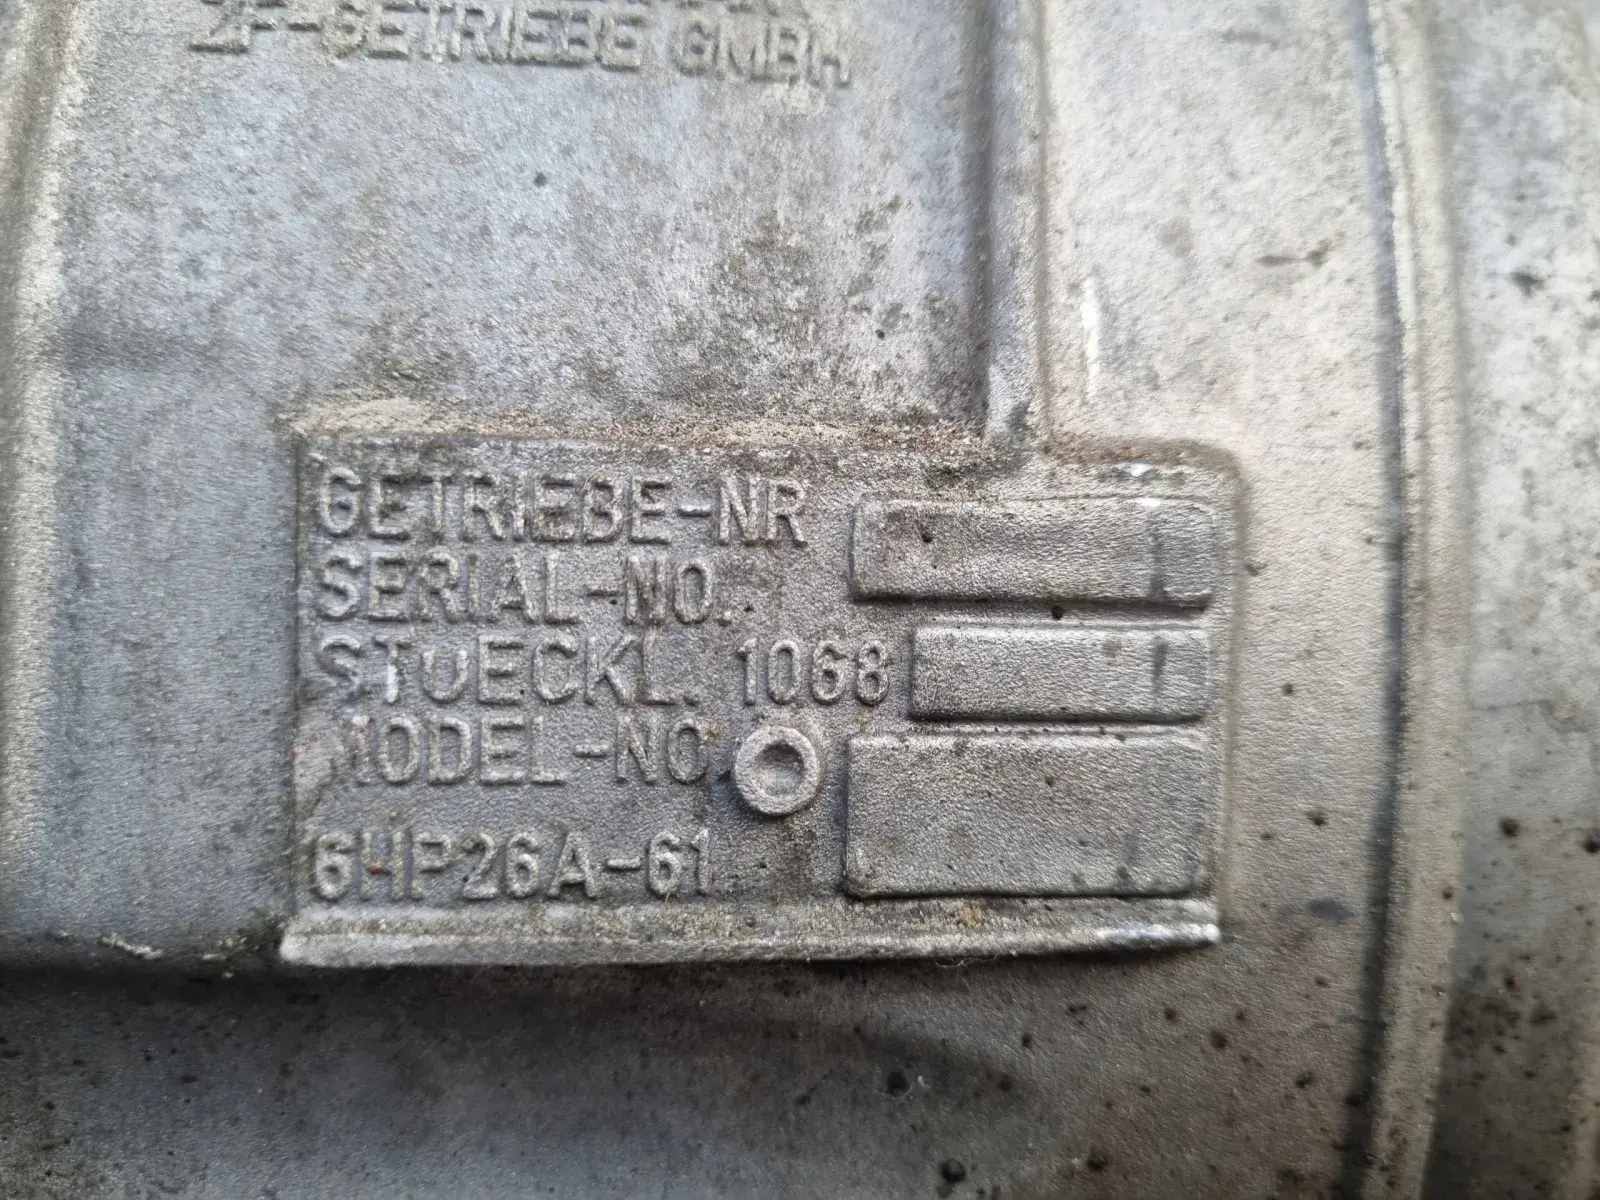 ZF-GETRIEBE GMBH
GETRIEBE-NR
SERIAL-NO.
STUECKL. 1068
MODEL-NO
6HP26A-61